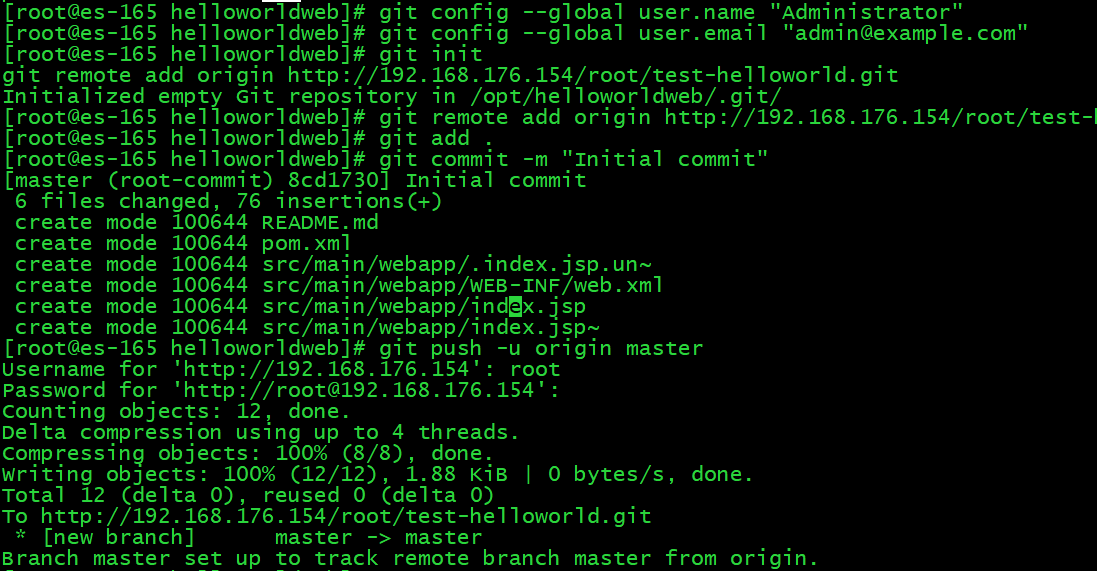 [root@es-165 helloworldweb]# git config --global user.name "Administrator"
[root@es-165 helloworldweb]# git config --global user.email "admin@example.com"
[root@es-165 helloworldweb]# git init
git remote add origin http://192.168.176.154/root/test-helloworld.git
Initialized empty Git repository in /opt/helloworldweb/.git/
[root@es-165 helloworldweb]# git remote add origin http://192.168.176.154/root/test-
[root@es-165 helloworldweb]# git add .
[root@es-165 helloworldweb]# git commit -m "Initial commit"
[master (root-commit) 8cd1730] Initial commit
 6 files changed, 76 insertions(+)
 create mode 100644 README.md
 create mode 100644 pom.xml
 create mode 100644 src/main/webapp/.index.jsp.un~
 create mode 100644 src/main/webapp/WEB-INF/web.xml
 create mode 100644 src/main/webapp/index.jsp
 create mode 100644 src/main/webapp/index.jsp~
[root@es-165 helloworldweb]# git push -u origin master
Username for 'http://192.168.176.154': root
Password for 'http://root@192.168.176.154':
Counting objects: 12, done.
Delta compression using up to 4 threads.
Compressing objects: 100% (8/8), done.
Writing objects: 100% (12/12), 1.88 KiB | 0 bytes/s, done.
Total 12 (delta 0), reused 0 (delta 0)
To http://192.168.176.154/root/test-helloworld.git
 * [new branch]      master -> master
Branch master set up to track remote branch master from origin.